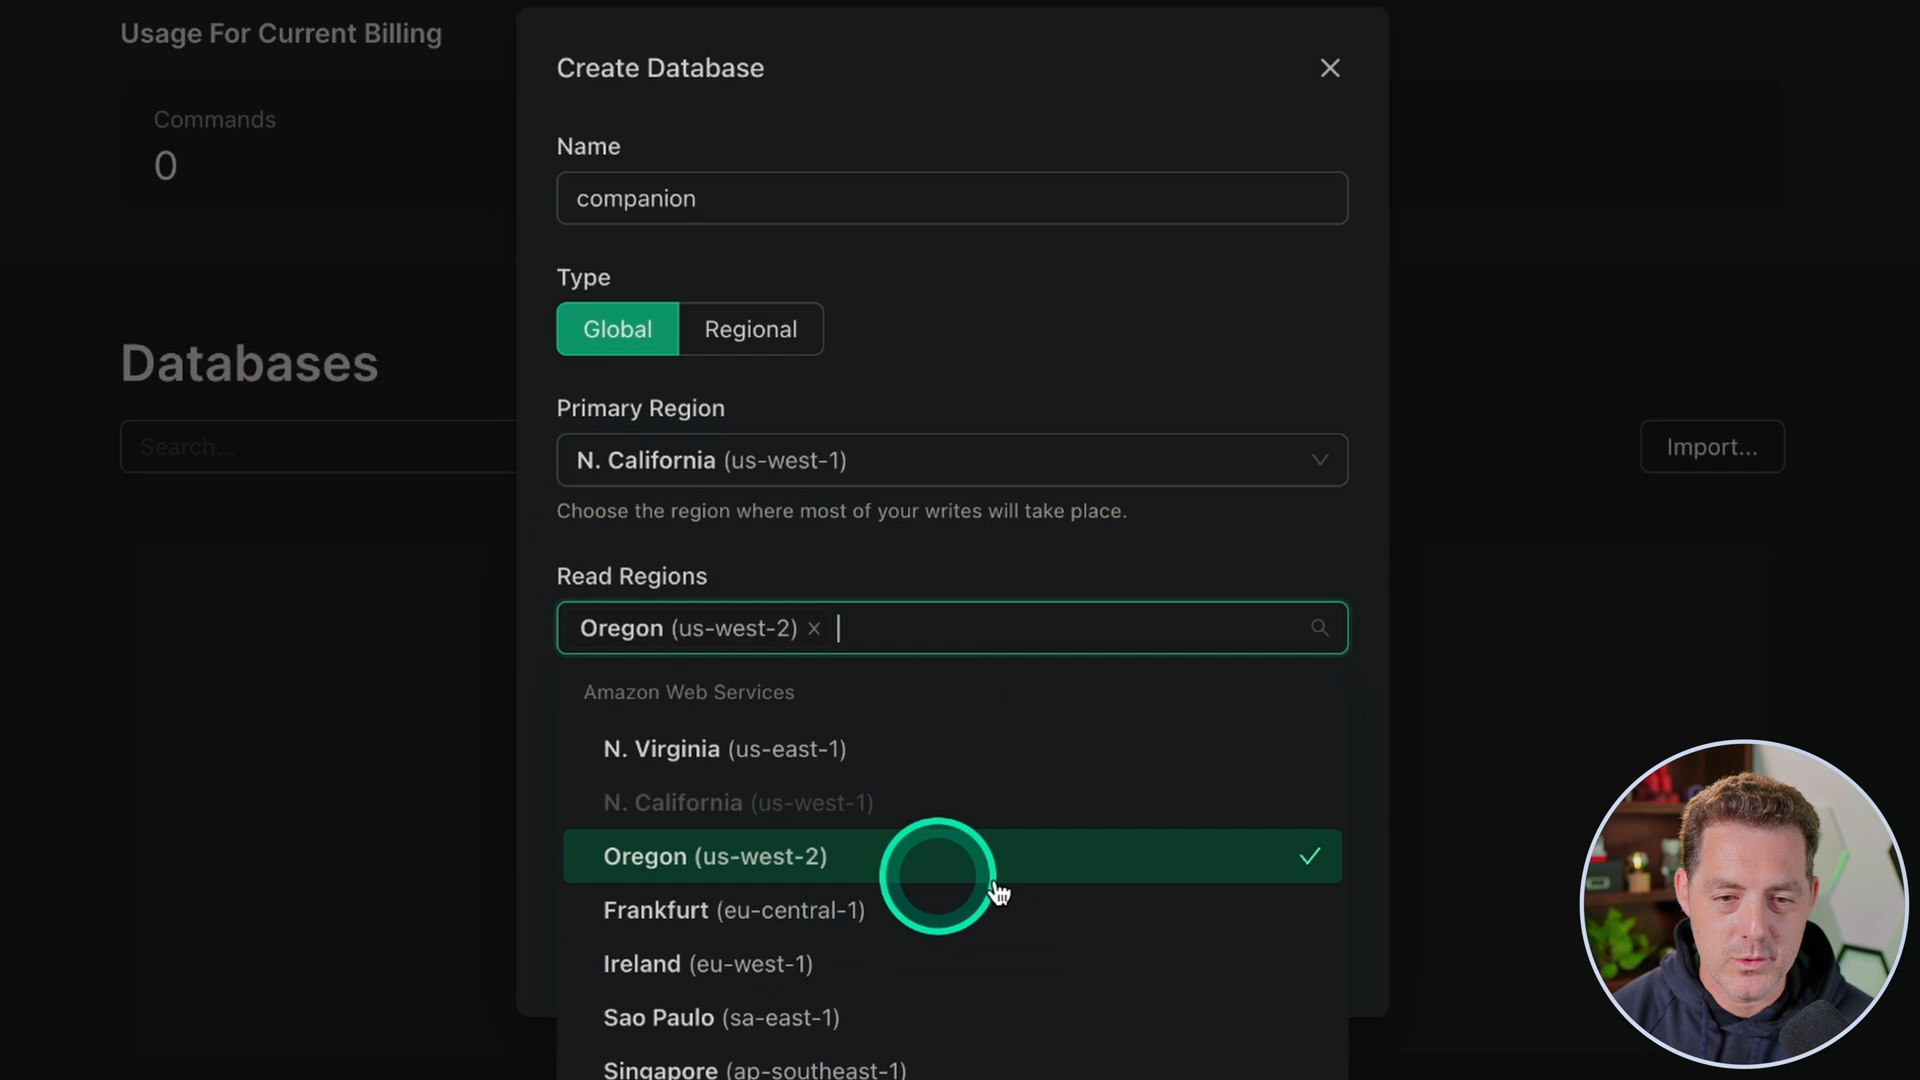 Usage For Current Billing
Commands
0
Databases
Search...
Import...
Create Database
Name
companion
Type
Global
Regional
Primary Region
N. California (us-west-1)
Choose the region where most of your writes will take place.
Read Regions
Oregon (us-west-2)
Amazon Web Services
N. Virginia (us-east-1)
N. California (us-west-1)
Oregon (us-west-2)
Frankfurt (eu-central-1)
Ireland (eu-west-1)
Sao Paulo (sa-east-1)
Singapore (ap-southeast-1)